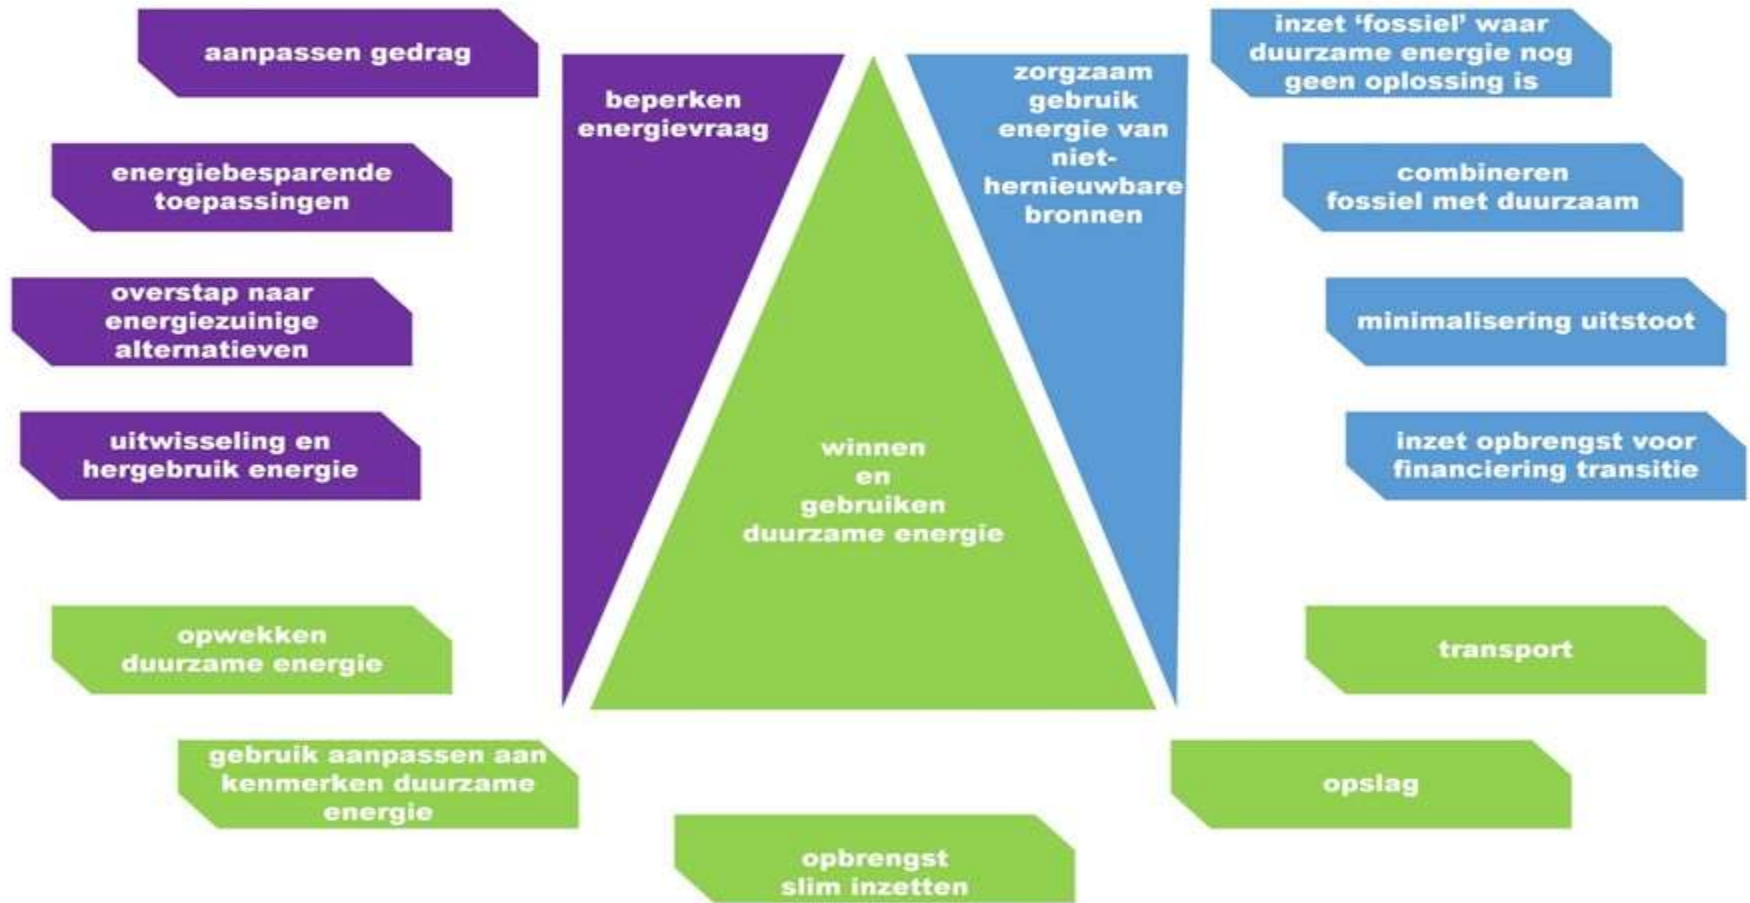 aanpassen gedrag
energiebesparende
toepassingen
overstap naar
energiezuinige
alternatieven
uitwisseling en
hergebruik energie
beperken
energievraag
winnen
en
gebruiken
duurzame energie
zorgzaam
gebruik
energie van
niet-
hernieuwbare
bronnen
inzet ‘fossiel’ waar
duurzame energie nog
geen oplossing is
combineren
fossiel met duurzaam
minimalisering uitstoot
inzet opbrengst voor
financiering transitie
opwekken
duurzame energie
gebruik aanpassen aan
kenmerken duurzame
energie
opbrengst
slim inzetten
opslag
transport